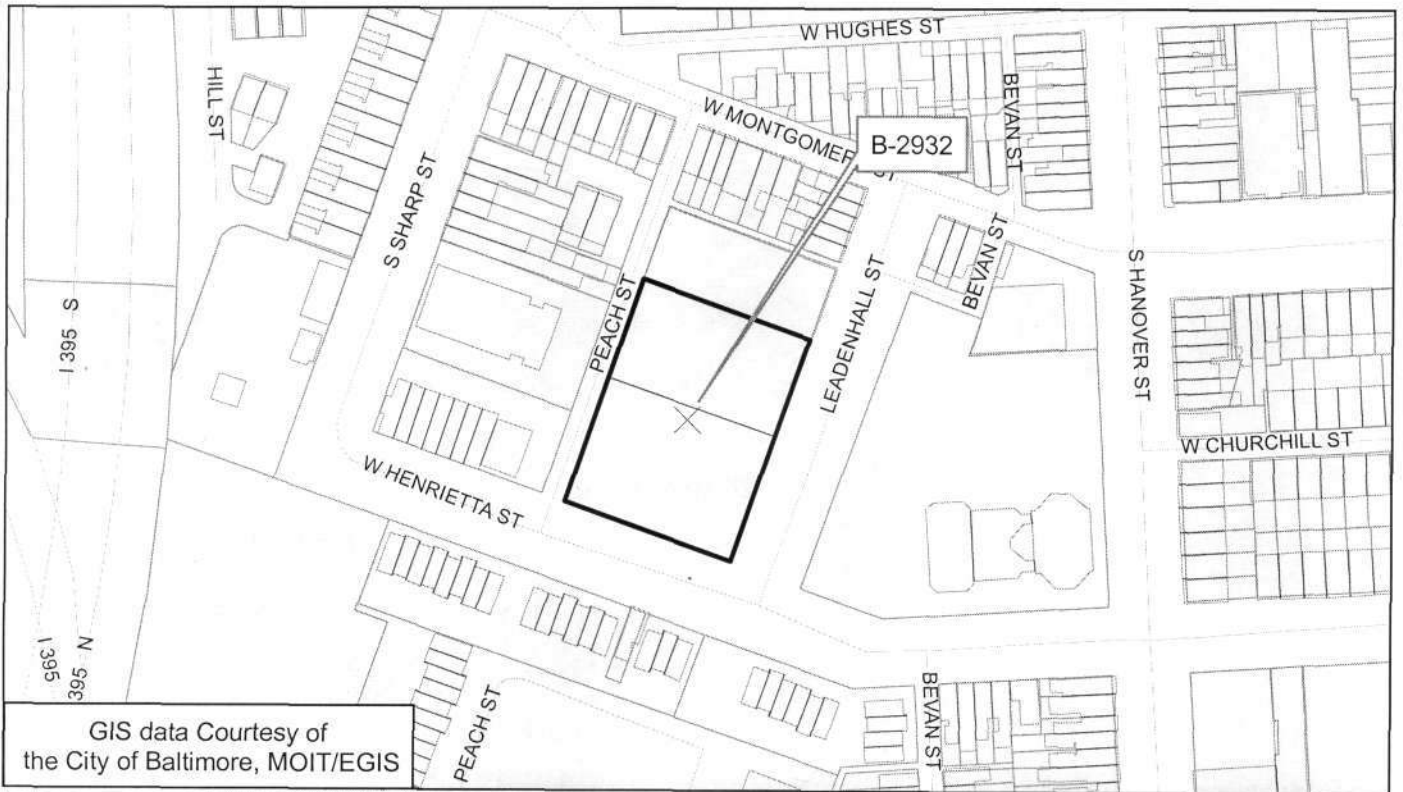 W HUGHES ST
HILL ST
BEVAN ST
W MONTGOMER
ST
B-2932
S SHARP ST
BEVAN ST
I 395 S
PEACH ST
LEADENHALL ST
S HANOVER ST
W CHURCHILL ST
W HENRIETTA ST
I 395
395 N
PEACH ST
BEVAN ST
GIS data Courtesy of
the City of Baltimore, MOIT/EGIS